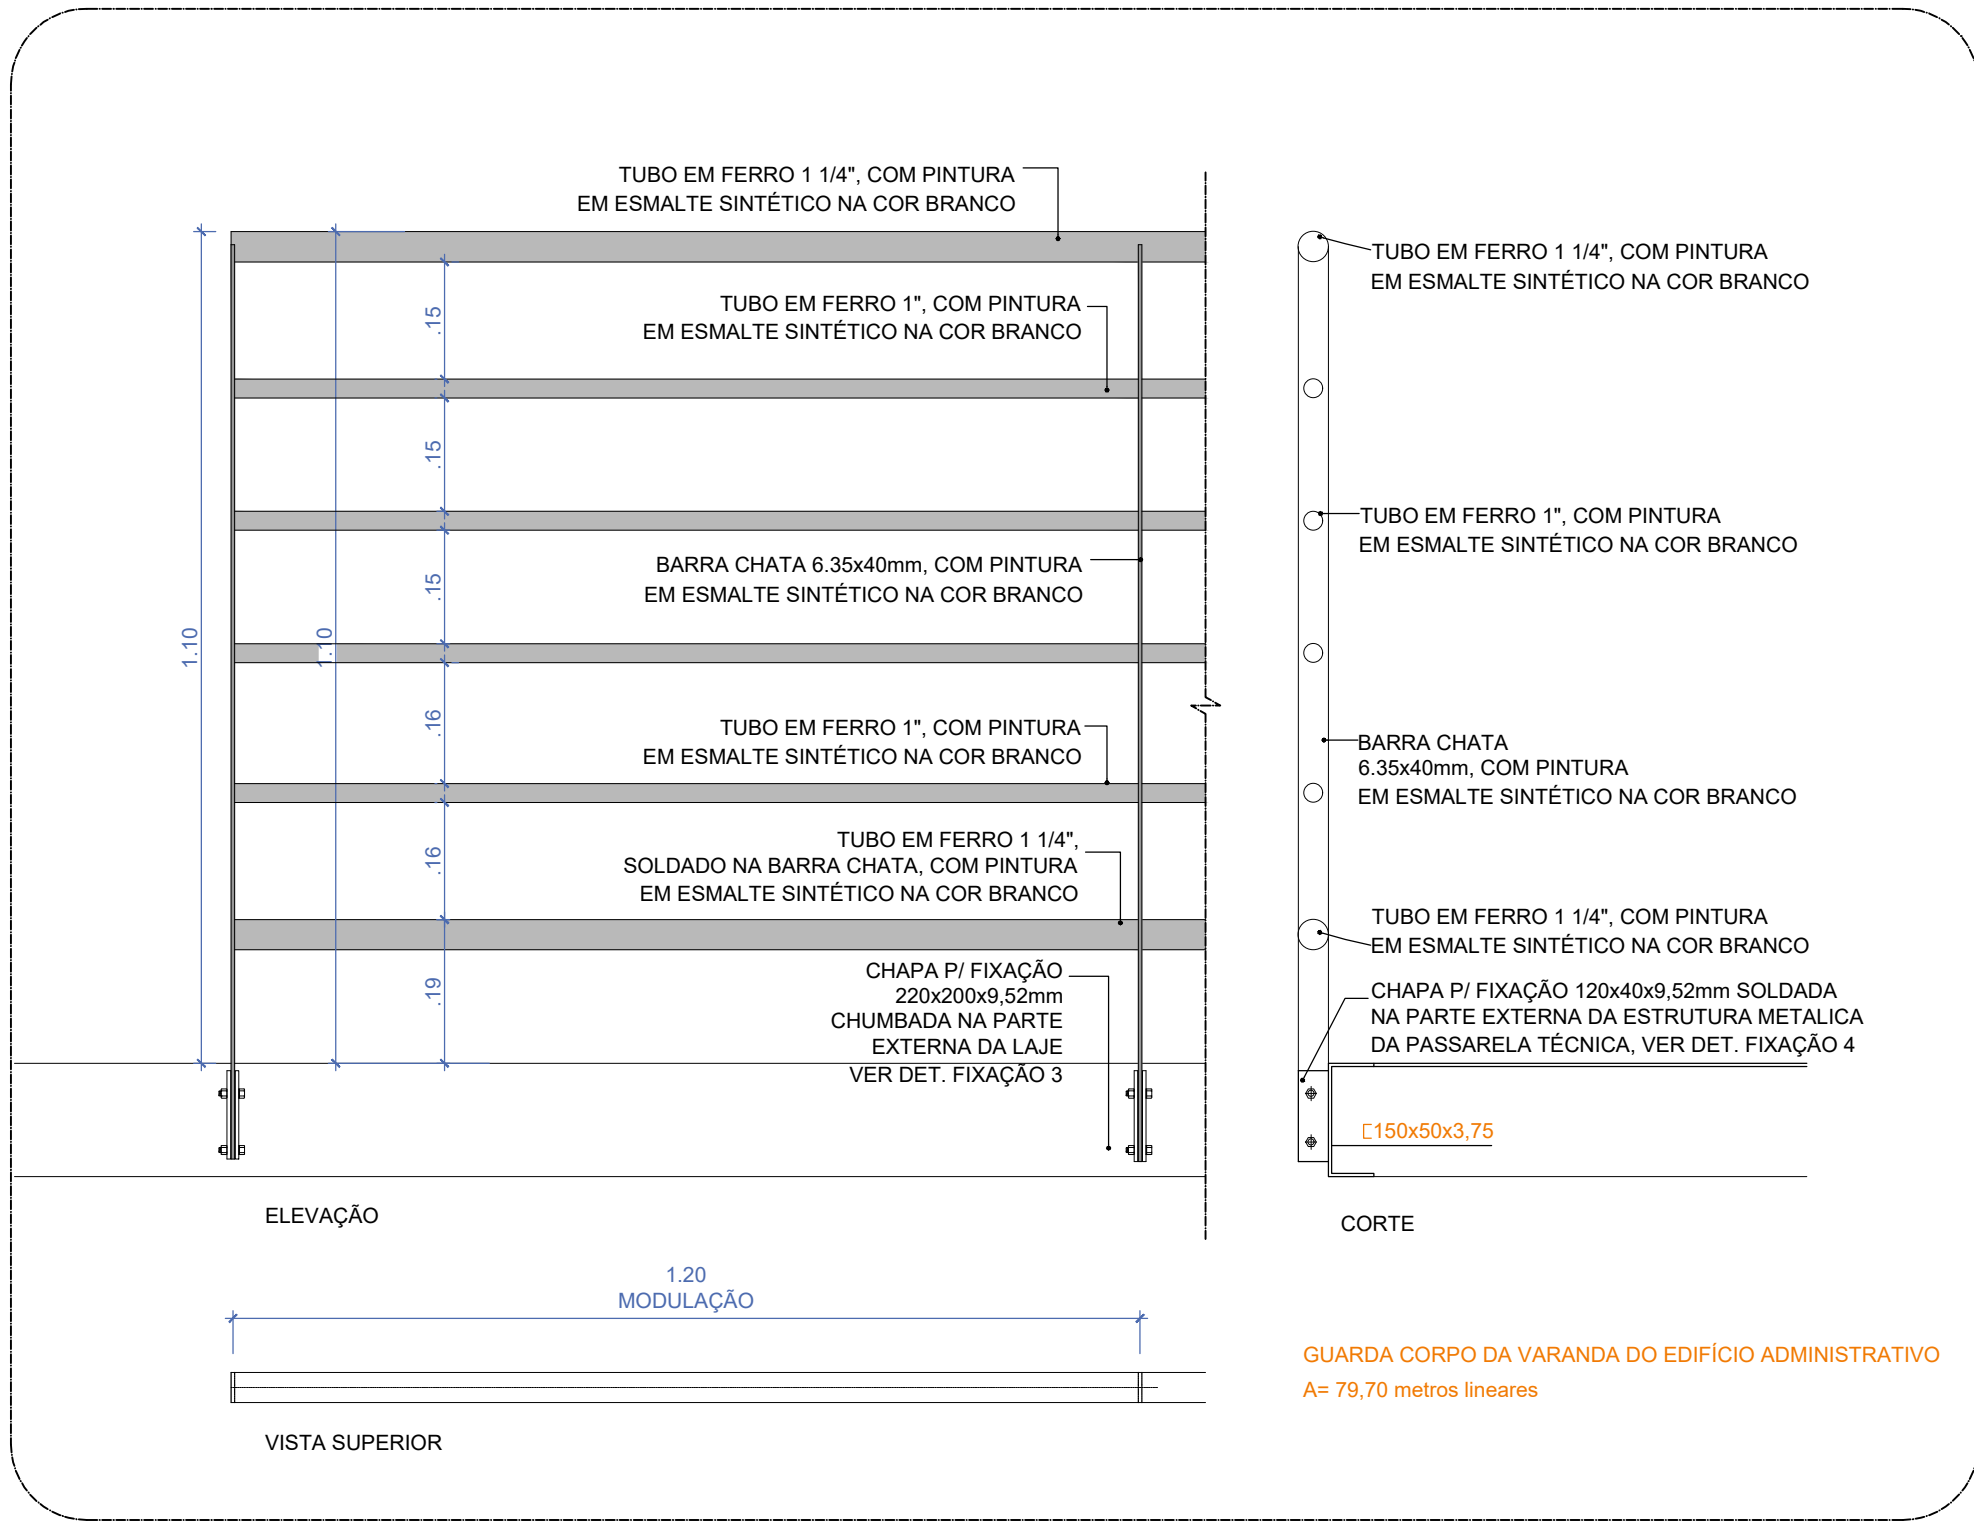 TUBO EM FERRO 1 1/4", COM PINTURA
EM ESMALTE SINTÉTICO NA COR BRANCO
TUBO EM FERRO 1", COM PINTURA
EM ESMALTE SINTÉTICO NA COR BRANCO
BARRA CHATA 6.35x40mm, COM PINTURA
EM ESMALTE SINTÉTICO NA COR BRANCO
TUBO EM FERRO 1", COM PINTURA
EM ESMALTE SINTÉTICO NA COR BRANCO
TUBO EM FERRO 1 1/4",
SOLDADO NA BARRA CHATA, COM PINTURA
EM ESMALTE SINTÉTICO NA COR BRANCO
CHAPA P/ FIXAÇÃO
220x200x9,52mm
CHUMBADA NA PARTE
EXTERNA DA LAJE
VER DET. FIXAÇÃO 3
1.10
1.10
.15
.15
.15
.16
.16
.19
ELEVAÇÃO
TUBO EM FERRO 1 1/4", COM PINTURA
EM ESMALTE SINTÉTICO NA COR BRANCO
TUBO EM FERRO 1", COM PINTURA
EM ESMALTE SINTÉTICO NA COR BRANCO
BARRA CHATA
6.35x40mm, COM PINTURA
EM ESMALTE SINTÉTICO NA COR BRANCO
TUBO EM FERRO 1 1/4", COM PINTURA
EM ESMALTE SINTÉTICO NA COR BRANCO
CHAPA P/ FIXAÇÃO 120x40x9,52mm SOLDADA
NA PARTE EXTERNA DA ESTRUTURA METALICA
DA PASSARELA TÉCNICA, VER DET. FIXAÇÃO 4
150x50x3,75
CORTE
1.20
MODULAÇÃO
VISTA SUPERIOR
GUARDA CORPO DA VARANDA DO EDIFÍCIO ADMINISTRATIVO
A= 79,70 metros lineares